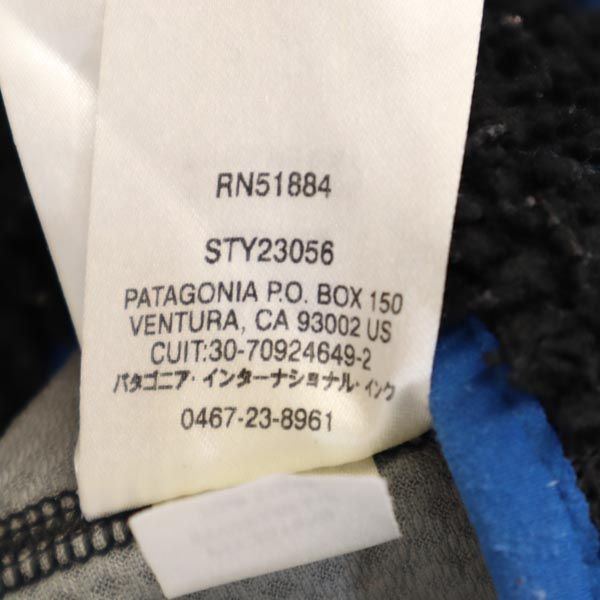 RN51884
STY23056
PATAGONIA P.O. BOX 150
VENTURA, CA 93002 US
CUIT:30-70924649-2
パタゴニア・インターナショナル・インク
0467-23-8961